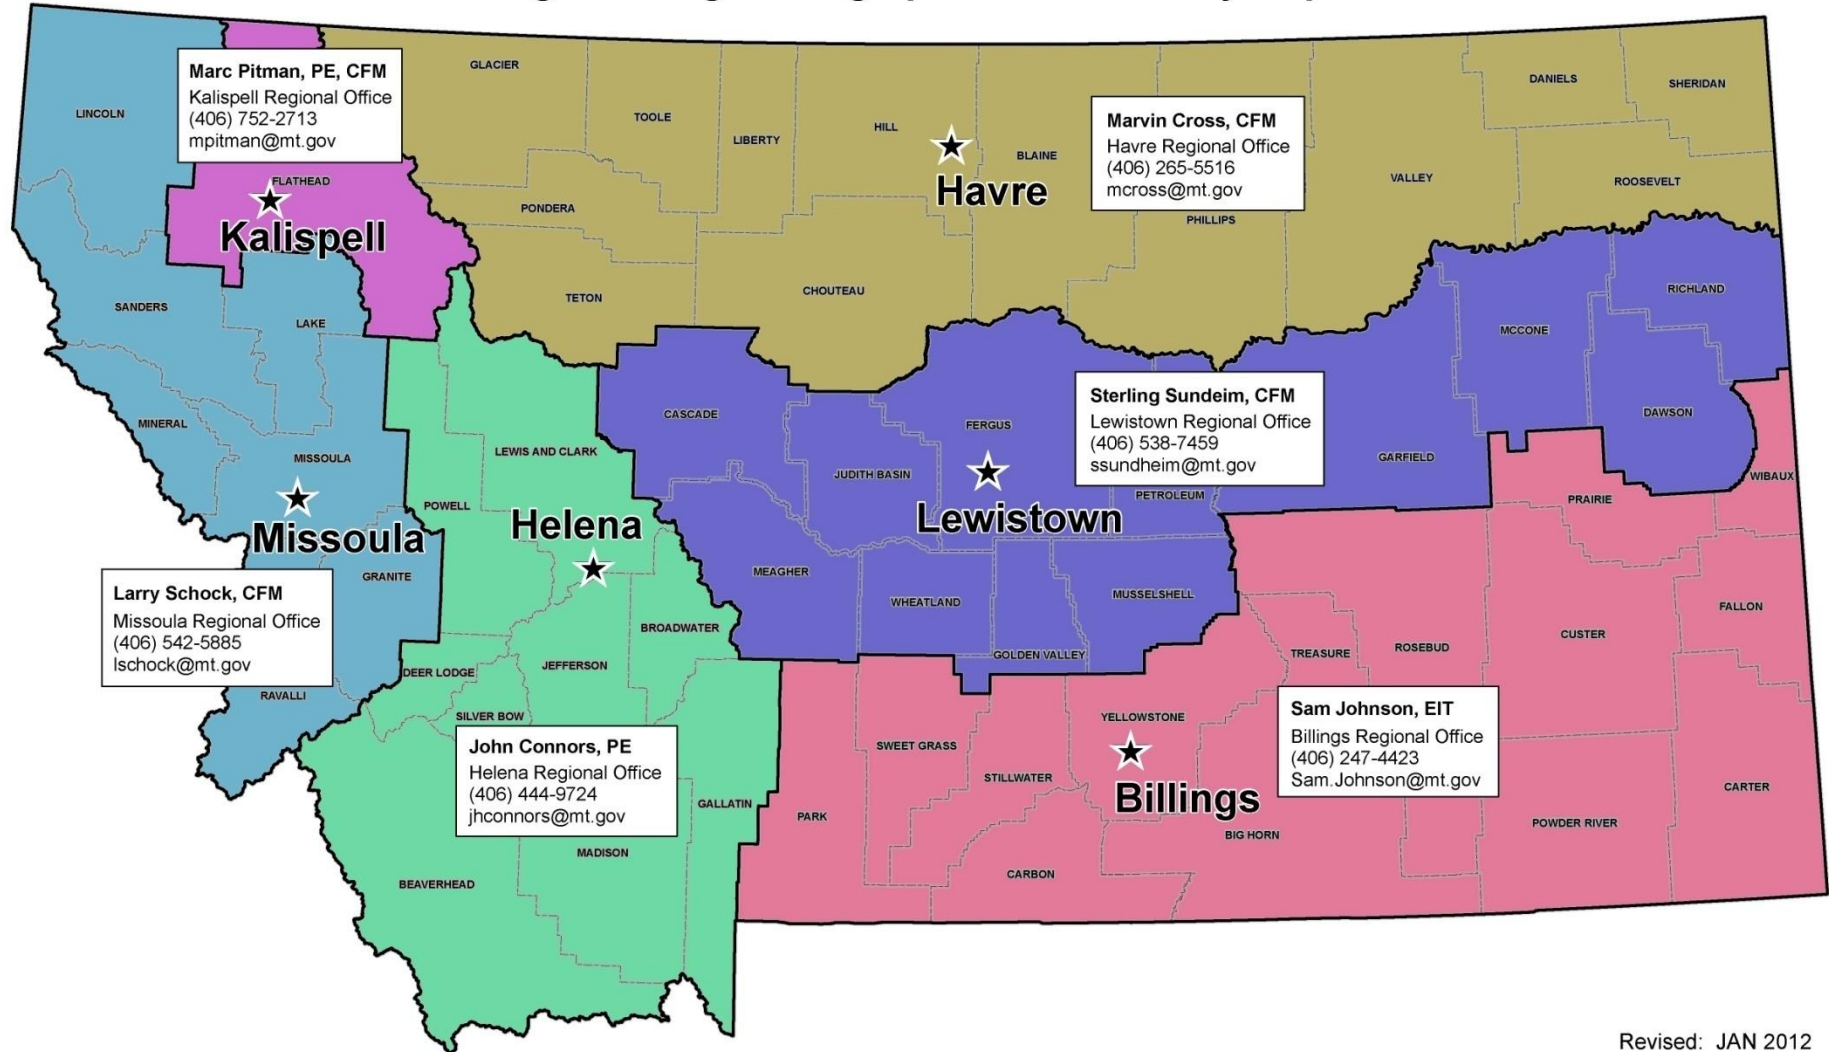 Marc Pitman, PE, CFM
Kalispell Regional Office
(406) 752-2713
mpitman@mt.gov
Marvin Cross, CFM
Havre Regional Office
(406) 265-5516
mcross@mt.gov
Sterling Sundeim, CFM
Lewistown Regional Office
(406) 538-7459
ssundheim@mt.gov
Larry Schock, CFM
Missoula Regional Office
(406) 542-5885
lschock@mt.gov
John Connors, PE
Helena Regional Office
(406) 444-9724
jhconnors@mt.gov
Sam Johnson, EIT
Billings Regional Office
(406) 247-4423
Sam.Johnson@mt.gov
LINCOLN
FLATHEAD
Kalispell
SANDERS
LAKE
MINERAL
MISSOULA
Missoula
GRANITE
RAVALLI
GLACIER
TOOLE
LIBERTY
HILL
BLAINE
Havre
PONDERA
TETON
CHOUTEAU
PHILLIPS
VALLEY
DANIELS
SHERIDAN
ROOSEVELT
LEWIS AND CLARK
POWELL
Helena
BROADWATER
JEFFERSON
DEER LODGE
SILVER BOW
GALLATIN
MADISON
BEAVERHEAD
CASCADE
JUDITH BASIN
FERGUS
Lewistown
PETROLEUM
MEAGHER
WHEATLAND
GOLDEN VALLEY
MUSSELSHELL
GARFIELD
MCCONE
RICHLAND
DAWSON
WIBAUX
PRAIRIE
FALLON
CUSTER
ROSEBUD
TREASURE
YELLOWSTONE
Billings
SWEET GRASS
STILLWATER
PARK
CARBON
BIG HORN
POWDER RIVER
CARTER
Revised: JAN 2012